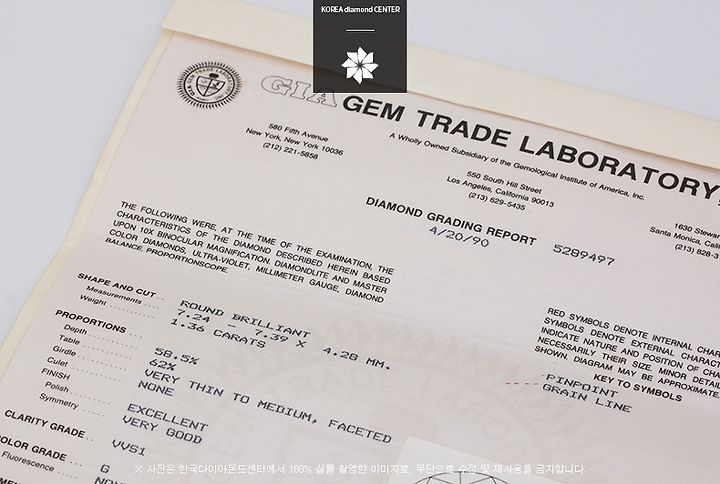 KOREA diamond CENTER
GIA GEM TRADE LABORATORY,
A Wholly Owned Subsidiary of the Gemological Institute of America, Inc.
580 Fifth Avenue
New York, New York 10036
(212) 221-5858
550 South Hill Street
Los Angeles, California 90013
(213) 629-5435
1630 Stewar
Santa Monica, Cali
(213) 828-3
DIAMOND GRADING REPORT 5289497
4/20/90
THE FOLLOWING WERE, AT THE TIME OF THE EXAMINATION, THE
CHARACTERISTICS OF THE DIAMOND DESCRIBED HEREIN BASED
UPON 10X BINOCULAR MAGNIFICATION, DIAMONDLITE AND MASTER
COLOR DIAMONDS, ULTRA-VIOLET, MILLIMETER GAUGE, DIAMOND
BALANCE, PROPORTIONSCOPE.
RED SYMBOLS DENOTE INTERNAL CHAR
SYMBOLS DENOTE EXTERNAL CHARACT
INDICATE NATURE AND POSITION OF CHA
NECESSARILY THEIR SIZE. MINOR DETAIL
SHOWN. DIAGRAM MAY BE APPROXIMATE.
KEY TO SYMBOLS
PINPOINT
GRAIN LINE
SHAPE AND CUT .. ROUND BRILLIANT
Measurements 7.24 - 7.39 X 4.28 MM.
Weight 1.36 CARATS
PROPORTIONS
Depth 58.5%
Table 62%
Girdle VERY THIN TO MEDIUM, FACETED
Culet NONE
FINISH
Polish EXCELLENT
Symmetry VERY GOOD
CLARITY GRADE VVS1
COLOR GRADE G
Fluorescence
※ 사진은 한국다이아몬드센터에서 100% 실물 촬영한 이미지로, 무단으로 수정 및 재사용을 금지합니다.